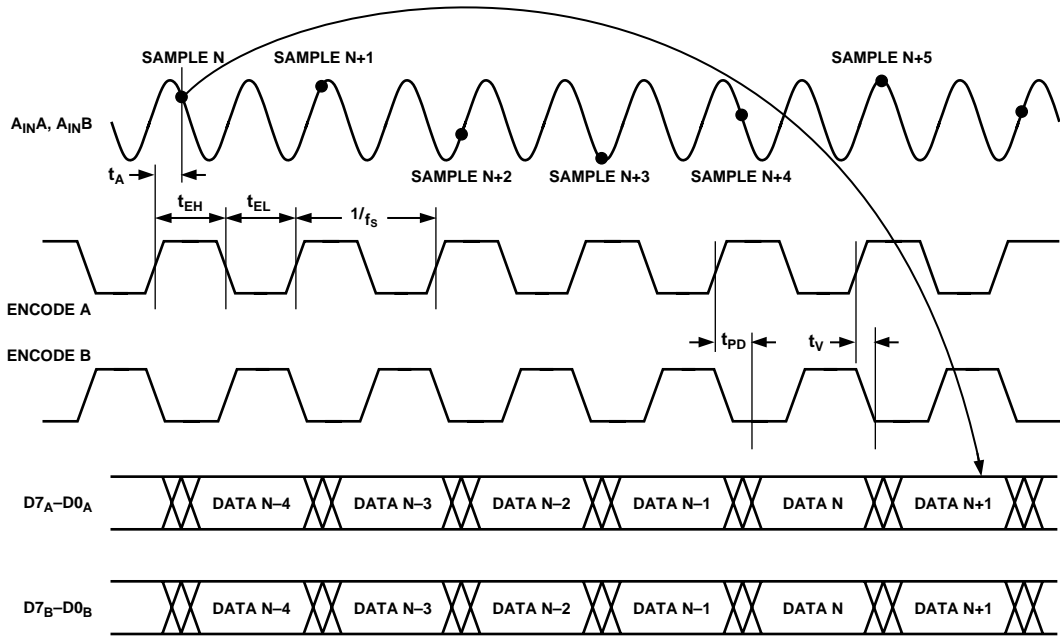 SAMPLE N
SAMPLE N+1
SAMPLE N+5
AINA, AINB
SAMPLE N+2
SAMPLE N+3
SAMPLE N+4
tA
tEH
tEL
1/fS
ENCODE A
ENCODE B
tPD
tV
D7A–D0A
DATA N–4
DATA N–3
DATA N–2
DATA N–1
DATA N
DATA N+1
D7B–D0B
DATA N–4
DATA N–3
DATA N–2
DATA N–1
DATA N
DATA N+1